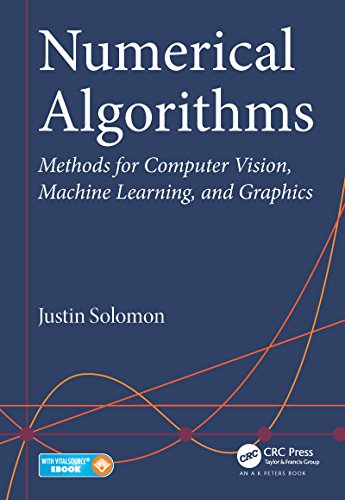 Numerical
Algorithms
Methods for Computer Vision,
Machine Learning, and Graphics
Justin Solomon
WITH VITALSOURCE®
EBOOK
CRC
CRC Press
Taylor & Francis Group
AN A K PETERS BOOK